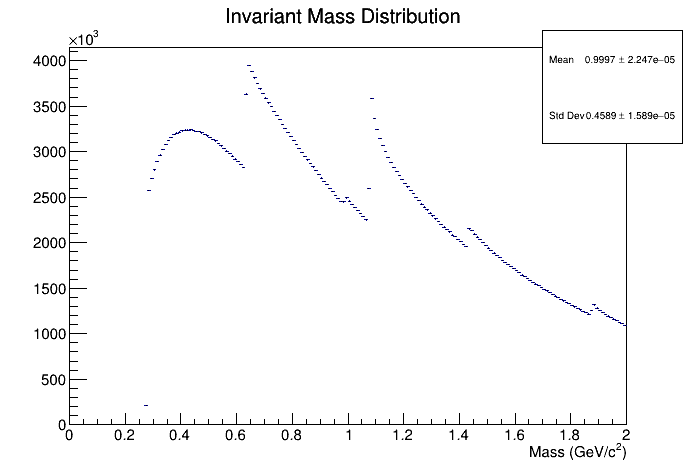 Invariant Mass Distribution
×10³
Mean 0.9997 ± 2.247e−05
Std Dev 0.4589 ± 1.589e−05
4000
3500
3000
2500
2000
1500
1000
500
0
0 0.2 0.4 0.6 0.8 1 1.2 1.4 1.6 1.8 2
Mass (GeV/c²)